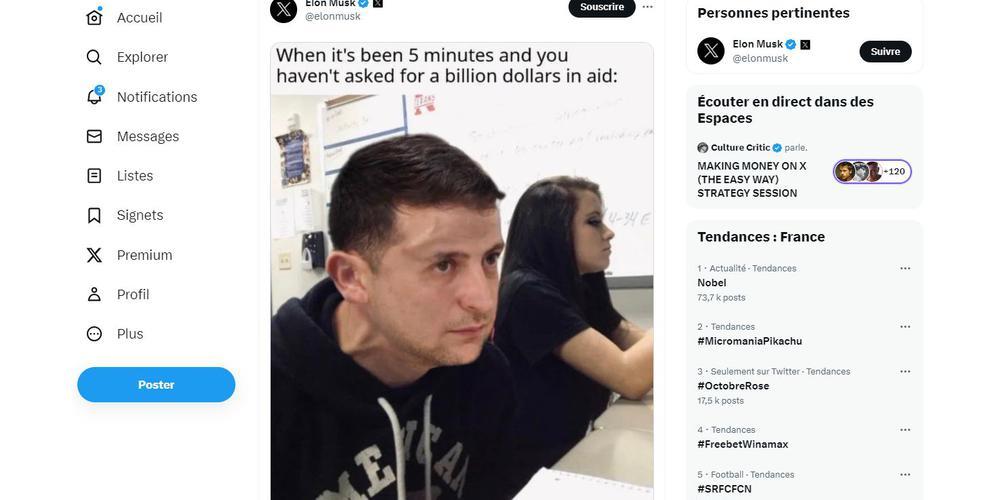 Accueil
Explorer
3
Notifications
Messages
Listes
Signets
Premium
Profil
Plus
Poster
Elon Musk
@elonmusk
Souscrire
When it's been 5 minutes and you
haven't asked for a billion dollars in aid:
Personnes pertinentes
Elon Musk
@elonmusk
Suivre
Écouter en direct dans des
Espaces
Culture Critic parle.
MAKING MONEY ON X
(THE EASY WAY)
STRATEGY SESSION
+120
Tendances : France
1 · Actualité · Tendances
Nobel
73,7 k posts
2 · Tendances
#MicromaniaPikachu
3 · Seulement sur Twitter · Tendances
#OctobreRose
17,5 k posts
4 · Tendances
#FreebetWinamax
5 · Football · Tendances
#SRFCFCN